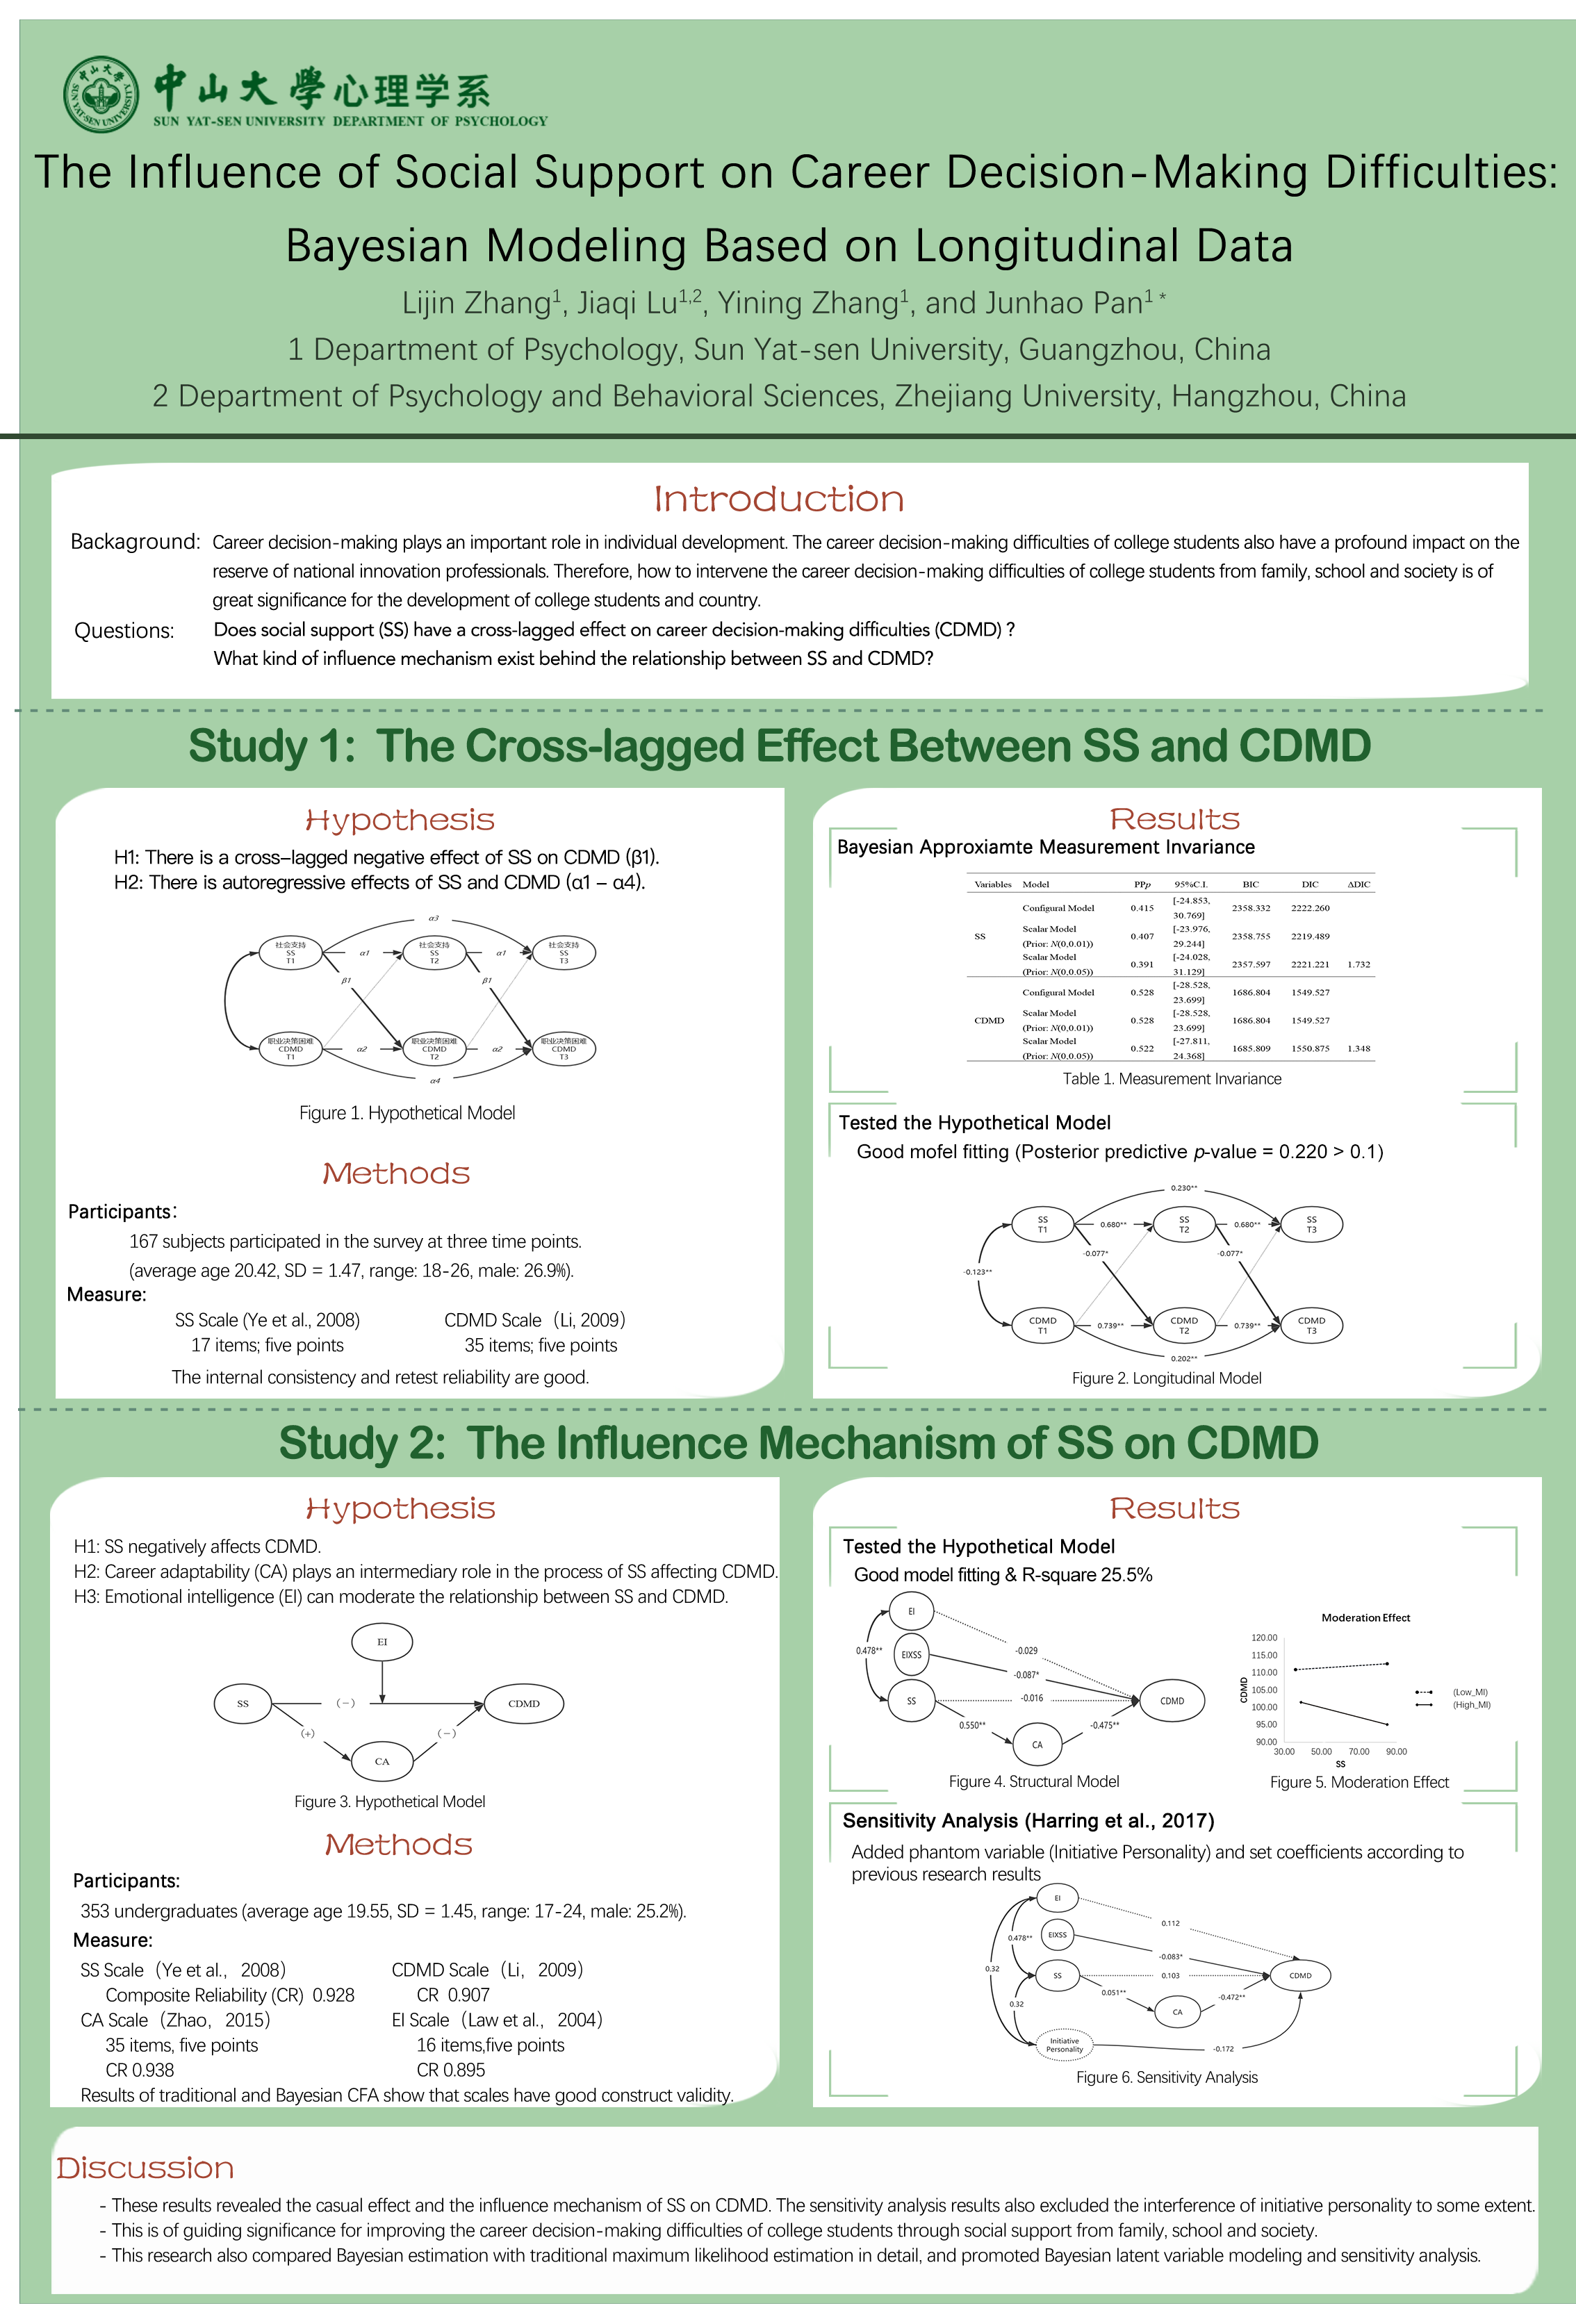 中山大學心理学系
SUN YAT-SEN UNIVERSITY DEPARTMENT OF PSYCHOLOGY
SUN YAT-SEN UNIVERSITY
The Influence of Social Support on Career Decision-Making Difficulties:
Bayesian Modeling Based on Longitudinal Data
Lijin Zhang1, Jiaqi Lu1,2, Yining Zhang1, and Junhao Pan1 *
1 Department of Psychology, Sun Yat-sen University, Guangzhou, China
2 Department of Psychology and Behavioral Sciences, Zhejiang University, Hangzhou, China
Introduction
Backaground: Career decision-making plays an important role in individual development. The career decision-making difficulties of college students also have a profound impact on the
reserve of national innovation professionals. Therefore, how to intervene the career decision-making difficulties of college students from family, school and society is of
great significance for the development of college students and country.
Questions: Does social support (SS) have a cross-lagged effect on career decision-making difficulties (CDMD) ?
What kind of influence mechanism exist behind the relationship between SS and CDMD?
Study 1: The Cross-lagged Effect Between SS and CDMD
Hypothesis
H1: There is a cross–lagged negative effect of SS on CDMD (β1).
H2: There is autoregressive effects of SS and CDMD (α1 – α4).
α3
社会支持 SS T1
α1
社会支持 SS T2
α1
社会支持 SS T3
β1
β1
职业决策困难 CDMD T1
α2
职业决策困难 CDMD T2
α2
职业决策困难 CDMD T3
α4
Figure 1. Hypothetical Model
Methods
Participants:
167 subjects participated in the survey at three time points.
(average age 20.42, SD = 1.47, range: 18-26, male: 26.9%).
Measure:
SS Scale (Ye et al., 2008) CDMD Scale（Li, 2009）
17 items; five points 35 items; five points
The internal consistency and retest reliability are good.
Results
Bayesian Approxiamte Measurement Invariance
Variables Model PPp 95%C.I. BIC DIC ΔDIC
SS
Configural Model 0.415 [-24.853, 30.769] 2358.332 2222.260
Scalar Model (Prior: N(0,0.01)) 0.407 [-23.976, 29.244] 2358.755 2219.489
Scalar Model (Prior: N(0,0.05)) 0.391 [-24.028, 31.129] 2357.597 2221.221 1.732
CDMD
Configural Model 0.528 [-28.528, 23.699] 1686.804 1549.527
Scalar Model (Prior: N(0,0.01)) 0.528 [-28.528, 23.699] 1686.804 1549.527
Scalar Model (Prior: N(0,0.05)) 0.522 [-27.811, 24.368] 1685.809 1550.875 1.348
Table 1. Measurement Invariance
Tested the Hypothetical Model
Good mofel fitting (Posterior predictive p-value = 0.220 > 0.1)
0.230**
SS T1
0.680**
SS T2
0.680**
SS T3
-0.077*
-0.077*
-0.123**
CDMD T1
0.739**
CDMD T2
0.739**
CDMD T3
0.202**
Figure 2. Longitudinal Model
Study 2: The Influence Mechanism of SS on CDMD
Hypothesis
H1: SS negatively affects CDMD.
H2: Career adaptability (CA) plays an intermediary role in the process of SS affecting CDMD.
H3: Emotional intelligence (EI) can moderate the relationship between SS and CDMD.
EI
SS
(−)
CDMD
(+)
(−)
CA
Figure 3. Hypothetical Model
Methods
Participants:
353 undergraduates (average age 19.55, SD = 1.45, range: 17-24, male: 25.2%).
Measure:
SS Scale（Ye et al.，2008） CDMD Scale（Li，2009）
Composite Reliability (CR) 0.928 CR 0.907
CA Scale（Zhao，2015） EI Scale（Law et al.，2004）
35 items, five points 16 items,five points
CR 0.938 CR 0.895
Results of traditional and Bayesian CFA show that scales have good construct validity.
Results
Tested the Hypothetical Model
Good model fitting & R-square 25.5%
EI
0.478**
-0.029
EIXSS
-0.087*
SS
-0.016
CDMD
0.550**
-0.475**
CA
Figure 4. Structural Model
Moderation Effect
120.00
115.00
110.00
105.00
100.00
95.00
90.00
CDMD
30.00 50.00 70.00 90.00
SS
(Low_MI)
(High_MI)
Figure 5. Moderation Effect
Sensitivity Analysis (Harring et al., 2017)
Added phantom variable (Initiative Personality) and set coefficients according to
previous research results
EI
0.112
0.478**
EIXSS
-0.083*
0.32
SS
0.103
CDMD
0.051**
-0.472**
0.32
CA
Initiative Personality
-0.172
Figure 6. Sensitivity Analysis
Discussion
- These results revealed the casual effect and the influence mechanism of SS on CDMD. The sensitivity analysis results also excluded the interference of initiative personality to some extent.
- This is of guiding significance for improving the career decision-making difficulties of college students through social support from family, school and society.
- This research also compared Bayesian estimation with traditional maximum likelihood estimation in detail, and promoted Bayesian latent variable modeling and sensitivity analysis.